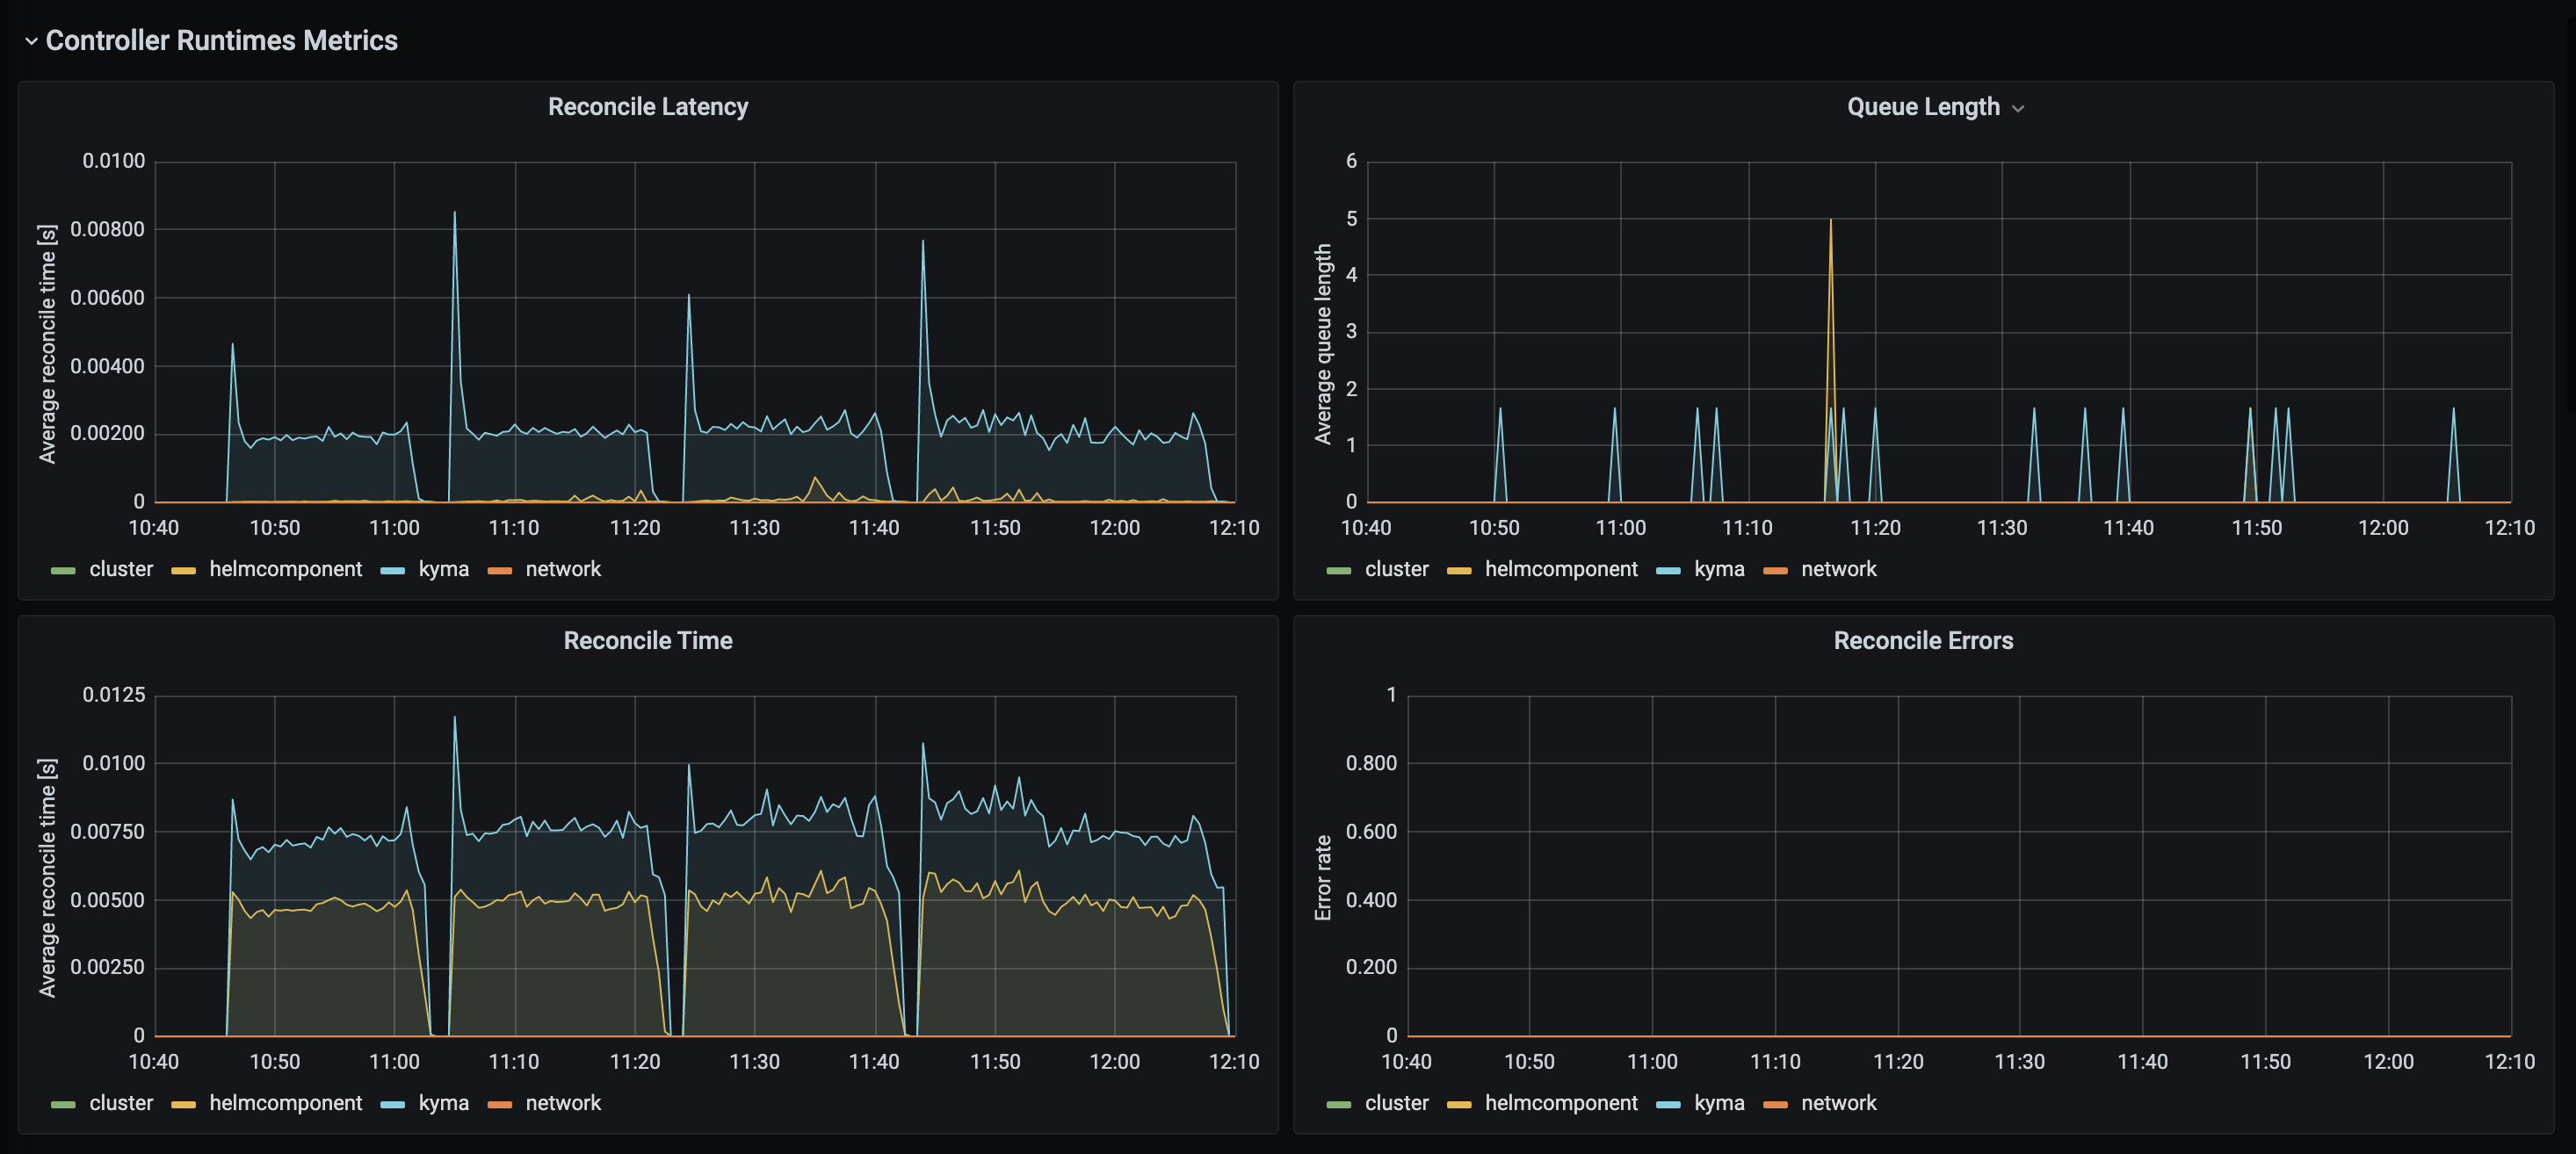 Controller Runtimes Metrics
Reconcile Latency
Average reconcile time [s]
0.0100
0.00800
0.00600
0.00400
0.00200
0
10:40 10:50 11:00 11:10 11:20 11:30 11:40 11:50 12:00 12:10
cluster helmcomponent kyma network
Queue Length
Average queue length
6
5
4
3
2
1
0
10:40 10:50 11:00 11:10 11:20 11:30 11:40 11:50 12:00 12:10
cluster helmcomponent kyma network
Reconcile Time
Average reconcile time [s]
0.0125
0.0100
0.00750
0.00500
0.00250
0
10:40 10:50 11:00 11:10 11:20 11:30 11:40 11:50 12:00 12:10
cluster helmcomponent kyma network
Reconcile Errors
Error rate
1
0.800
0.600
0.400
0.200
0
10:40 10:50 11:00 11:10 11:20 11:30 11:40 11:50 12:00 12:10
cluster helmcomponent kyma network